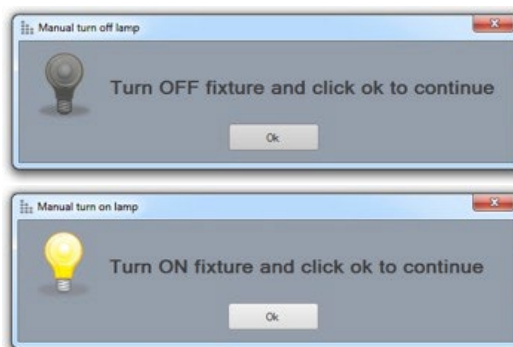 Manual turn off lamp
Turn OFF fixture and click ok to continue
Ok
Manual turn on lamp
Turn ON fixture and click ok to continue
Ok